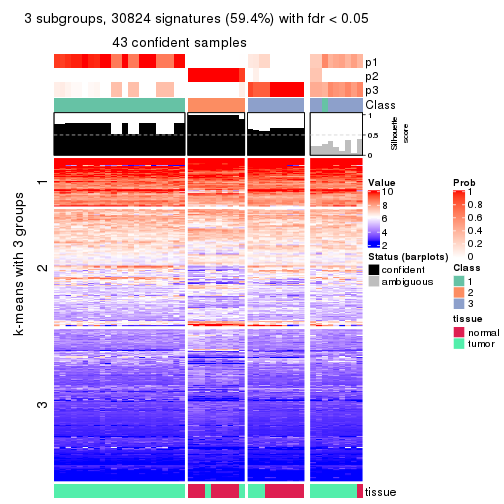 3 subgroups, 30824 signatures (59.4%) with fdr < 0.05
43 confident samples
p1
p2
p3
Class
1
0.5
0
Silhouette
score
k-means with 3 groups
1
2
3
Value
10
8
6
4
2
Status (barplots)
confident
ambiguous
Prob
1
0.8
0.6
0.4
0.2
0
Class
1
2
3
tissue
normal
tumor
tissue